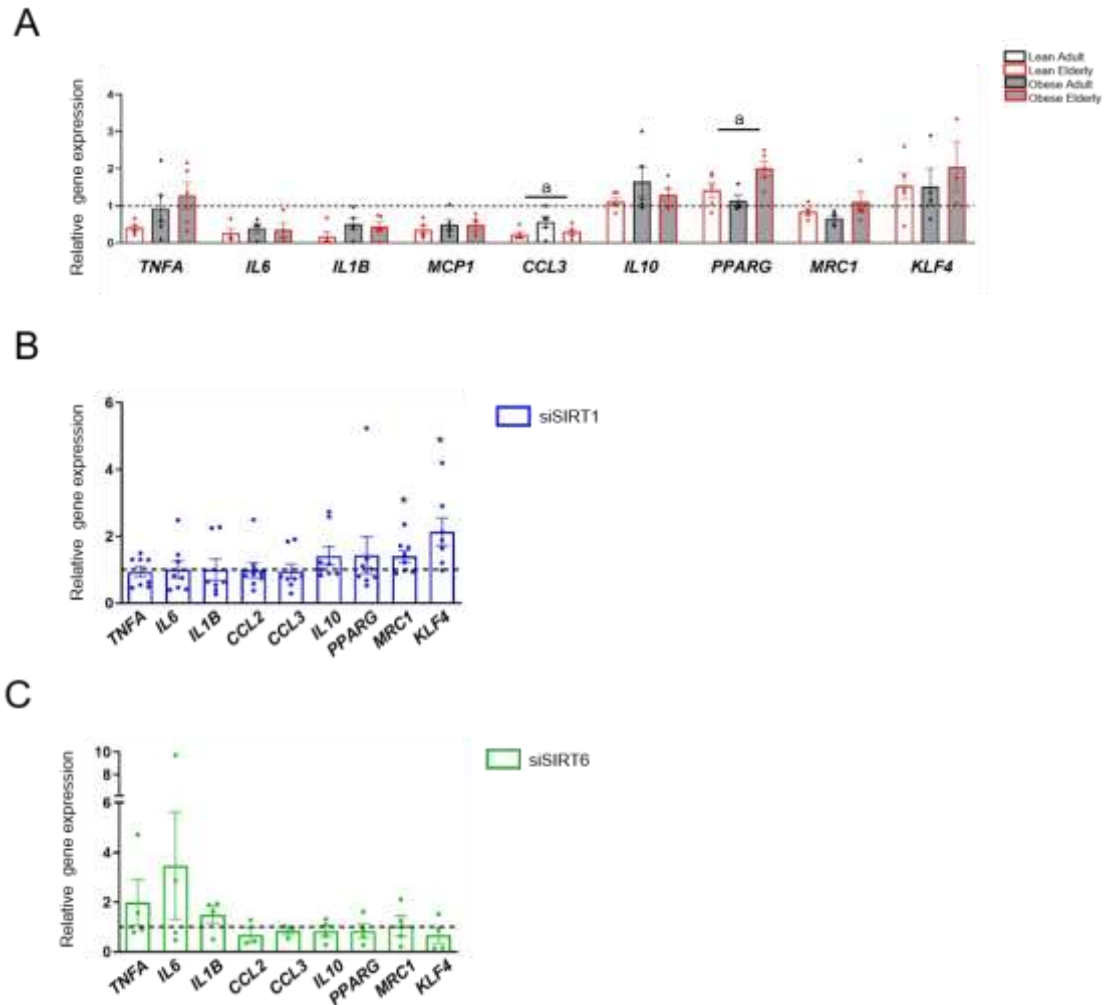 A
Relative gene expression
4
3
2
1
0
a
a
TNFA IL6 IL1B MCP1 CCL3 IL10 PPARG MRC1 KLF4
Lean Adult
Lean Elderly
Obese Adult
Obese Elderly
B
Relative gene expression
6
4
2
0
*
*
TNFA IL6 IL1B CCL2 CCL3 IL10 PPARG MRC1 KLF4
siSIRT1
C
Relative gene expression
10
8
6
4
2
0
TNFA IL6 IL1B CCL2 CCL3 IL10 PPARG MRC1 KLF4
siSIRT6